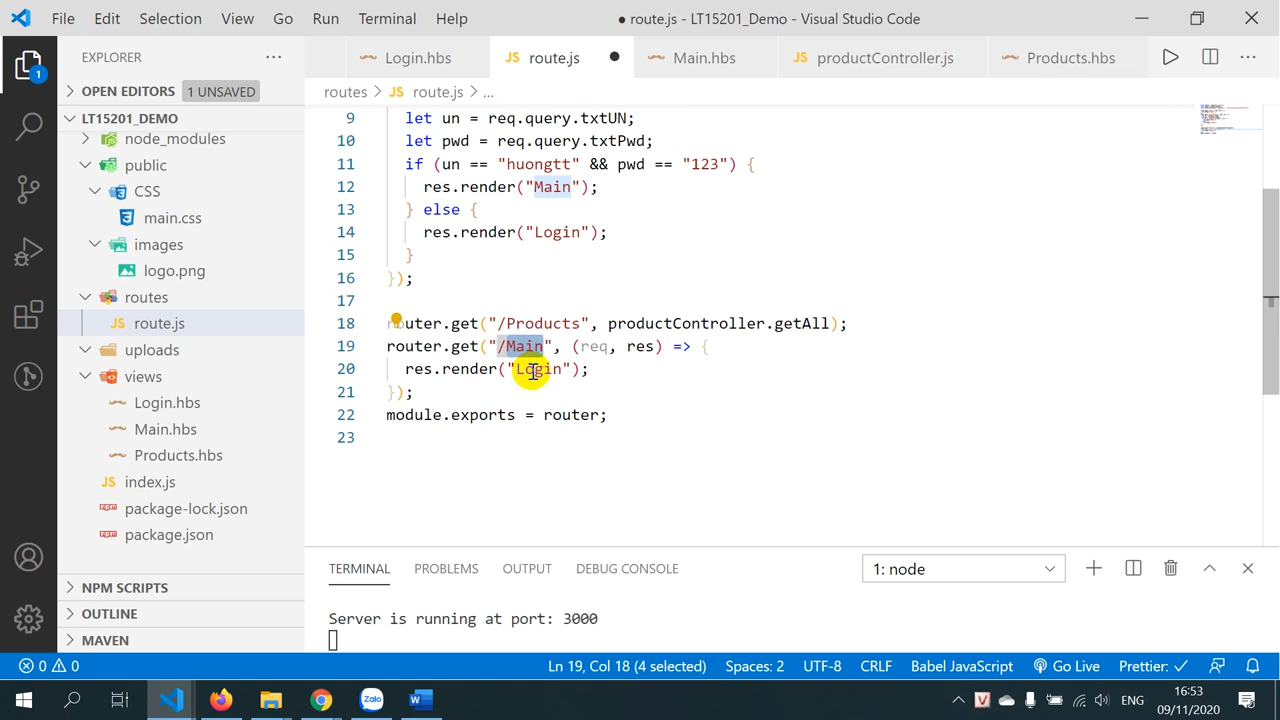 File Edit Selection View Go Run Terminal Help
● route.js - LT15201_Demo - Visual Studio Code
EXPLORER
Login.hbs
JS route.js
Main.hbs
JS productController.js
Products.hbs
1
OPEN EDITORS 1 UNSAVED
routes > JS route.js > ...
LT15201_DEMO
node_modules
public
CSS
main.css
images
logo.png
routes
JS route.js
uploads
views
Login.hbs
Main.hbs
Products.hbs
JS index.js
package-lock.json
package.json
NPM SCRIPTS
OUTLINE
MAVEN
9 let un = req.query.txtUN;
10 let pwd = req.query.txtPwd;
11 if (un == "huongtt" && pwd == "123") {
12 res.render("Main");
13 } else {
14 res.render("Login");
15 }
16 });
17
18 router.get("/Products", productController.getAll);
19 router.get("/Main", (req, res) => {
20 res.render("Login");
21 });
22 module.exports = router;
23
TERMINAL PROBLEMS OUTPUT DEBUG CONSOLE 1: node
Server is running at port: 3000
0 0 Ln 19, Col 18 (4 selected) Spaces: 2 UTF-8 CRLF Babel JavaScript Go Live Prettier: ✓
Zalo
W
V
ENG
16:53
09/11/2020